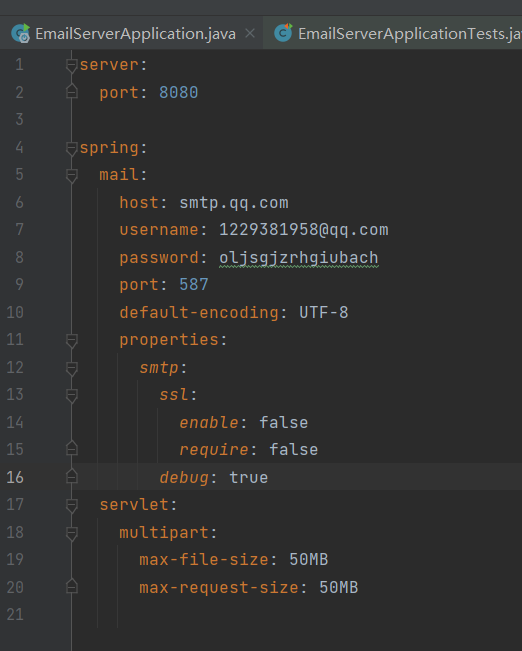 EmailServerApplication.java EmailServerApplicationTests.ja
1 server:
2 port: 8080
3
4 spring:
5 mail:
6 host: smtp.qq.com
7 username: 1229381958@qq.com
8 password: oljsgjzrhgiubach
9 port: 587
10 default-encoding: UTF-8
11 properties:
12 smtp:
13 ssl:
14 enable: false
15 require: false
16 debug: true
17 servlet:
18 multipart:
19 max-file-size: 50MB
20 max-request-size: 50MB
21